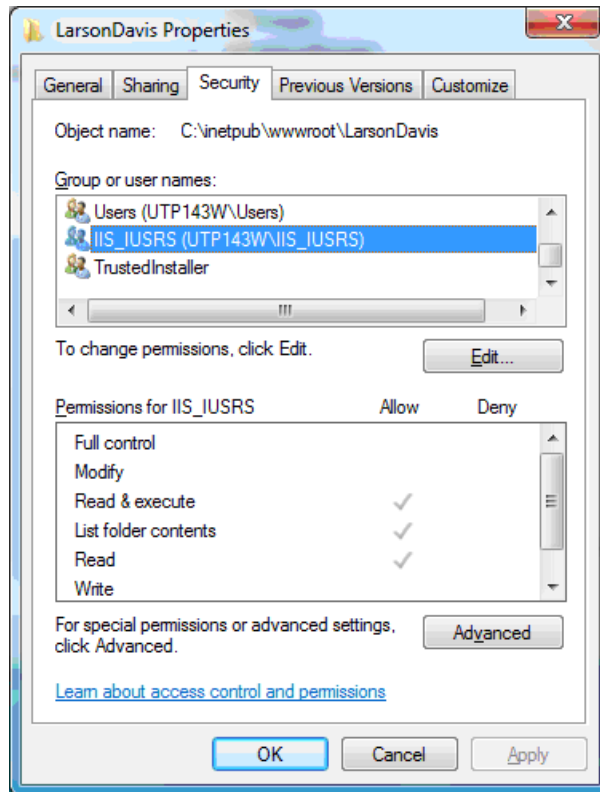 LarsonDavis Properties
General Sharing Security Previous Versions Customize
Object name: C:\inetpub\wwwroot\LarsonDavis
Group or user names:
Users (UTP143W\Users)
IIS_IUSRS (UTP143W\IIS_IUSRS)
TrustedInstaller
To change permissions, click Edit.
Edit...
Permissions for IIS_IUSRS Allow Deny
Full control
Modify
Read & execute
List folder contents
Read
Write
For special permissions or advanced settings,
click Advanced.
Advanced
Learn about access control and permissions
OK Cancel Apply